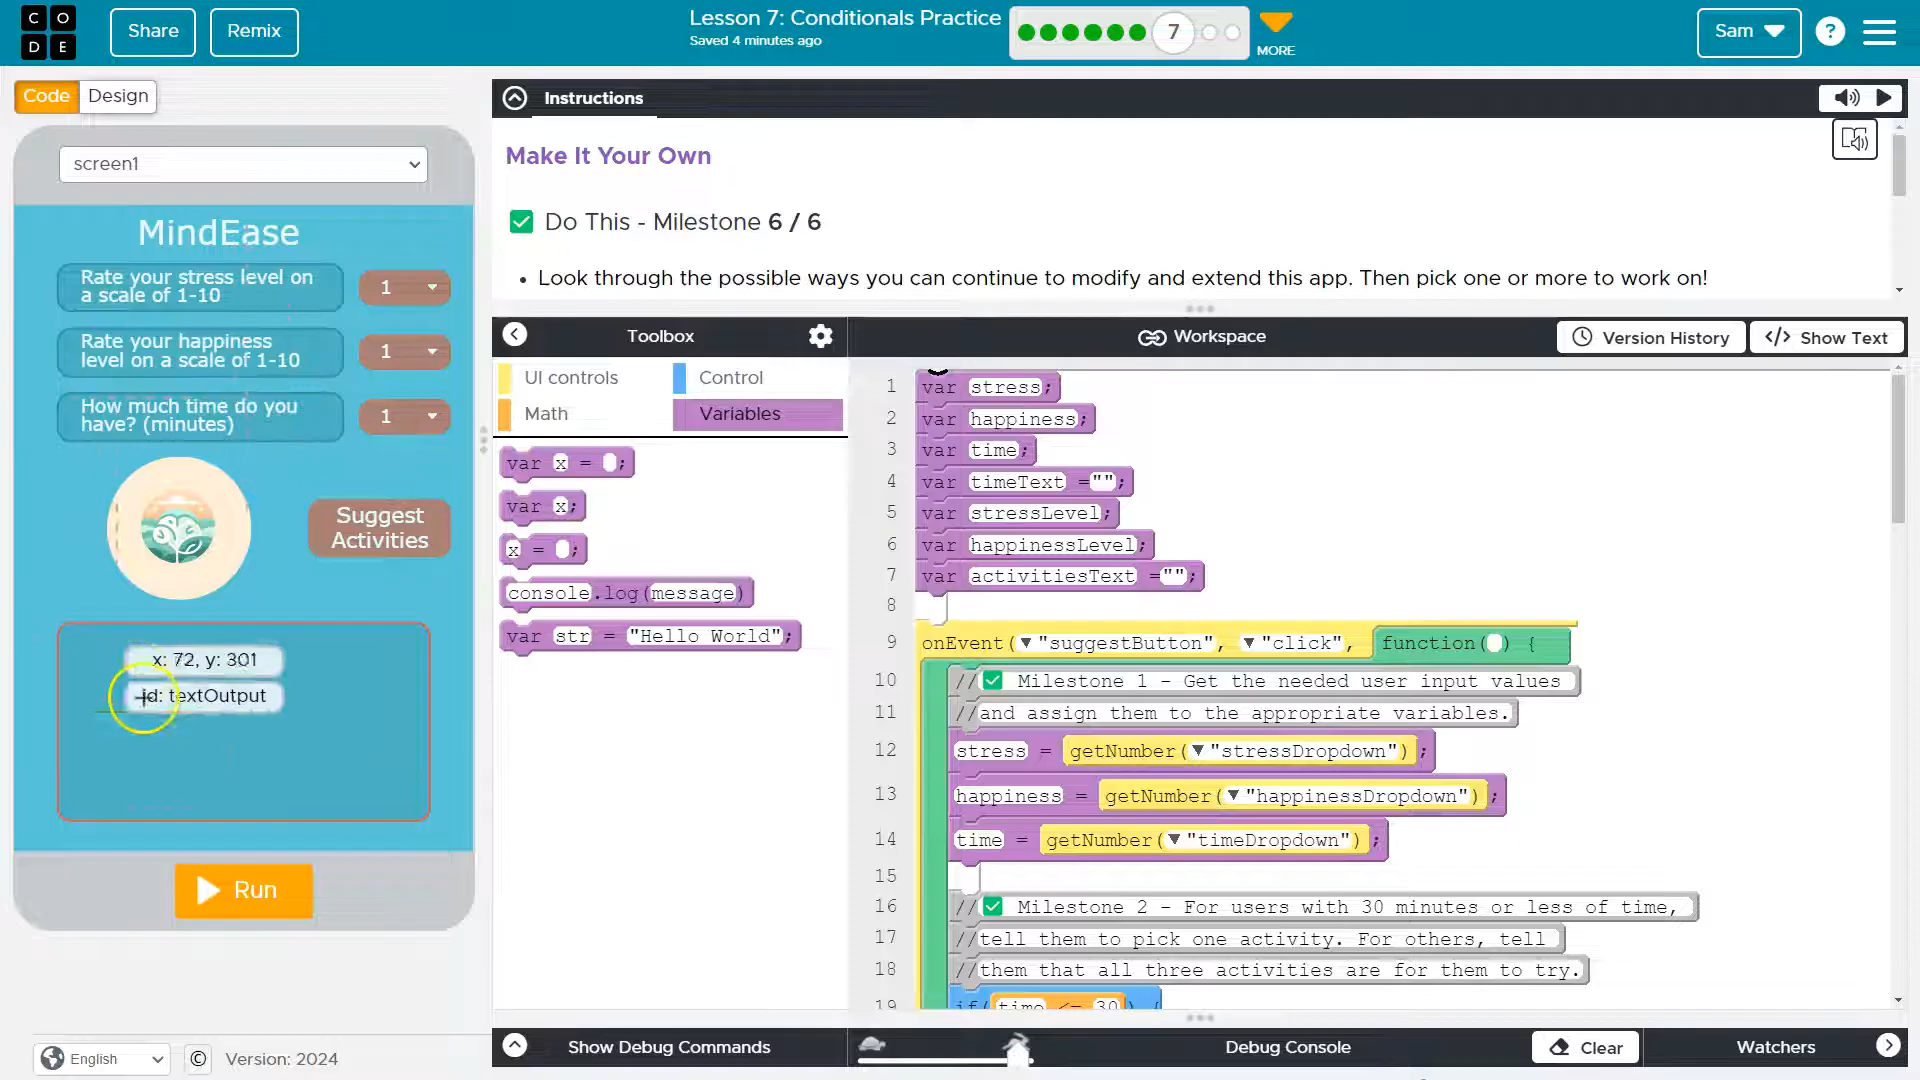 C O
D E
Share
Remix
Lesson 7: Conditionals Practice
Saved 4 minutes ago
7
MORE
Sam
?
Code
Design
Instructions
screen1
Make It Your Own
Do This - Milestone 6 / 6
• Look through the possible ways you can continue to modify and extend this app. Then pick one or more to work on!
MindEase
Rate your stress level on
a scale of 1-10
1
Rate your happiness
level on a scale of 1-10
1
How much time do you
have? (minutes)
1
Suggest
Activities
x: 72, y: 301
id: textOutput
Run
English
©
Version: 2024
Toolbox
Workspace
Version History
</> Show Text
UI controls
Control
Math
Variables
var x = ;
var x;
x = ;
console.log(message)
var str = "Hello World";
1 var stress;
2 var happiness;
3 var time;
4 var timeText ="";
5 var stressLevel;
6 var happinessLevel;
7 var activitiesText ="";
8
9 onEvent(▼"suggestButton", ▼"click", function( ) {
10 //✅ Milestone 1 - Get the needed user input values
11 //and assign them to the appropriate variables.
12 stress = getNumber(▼"stressDropdown");
13 happiness = getNumber(▼"happinessDropdown");
14 time = getNumber(▼"timeDropdown");
15
16 //✅ Milestone 2 - For users with 30 minutes or less of time,
17 //tell them to pick one activity. For others, tell
18 //them that all three activities are for them to try.
19 if(time <= 30) {
Show Debug Commands
Debug Console
Clear
Watchers